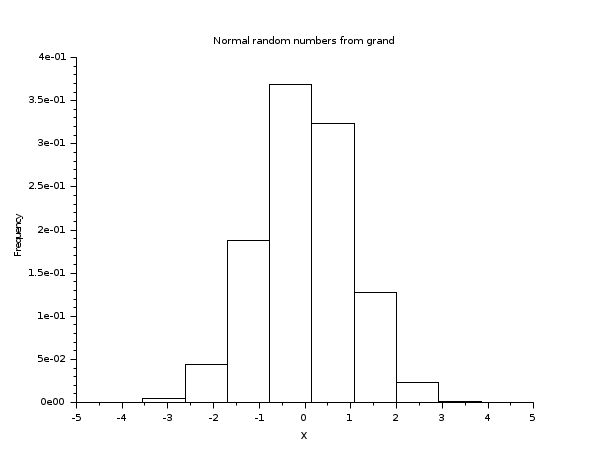 Normal random numbers from grand
4e-01
3.5e-01
3e-01
2.5e-01
2e-01
1.5e-01
1e-01
5e-02
0e00
Frequency
-5 -4 -3 -2 -1 0 1 2 3 4 5
X